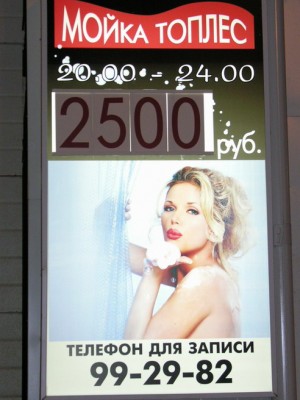 МОЙКА ТОПЛЕС
20.00 - 24.00
2500 руб.
ТЕЛЕФОН ДЛЯ ЗАПИСИ
99-29-82